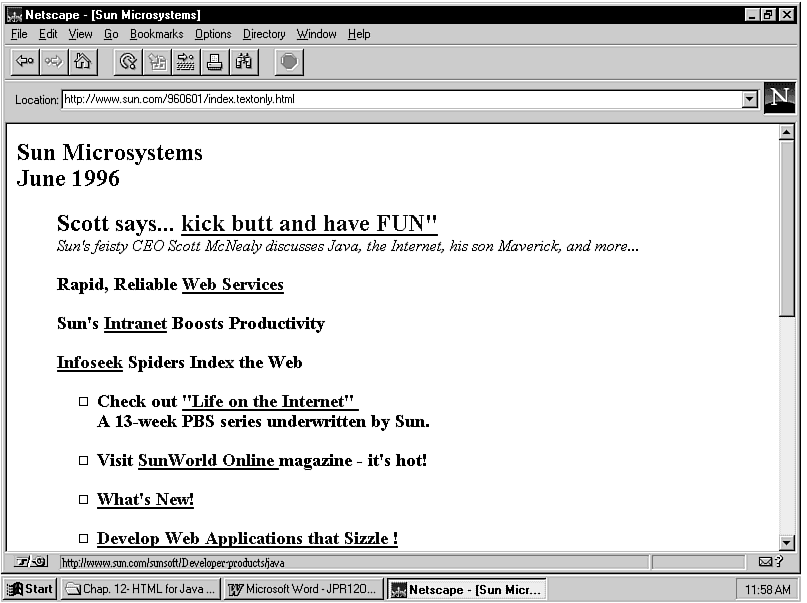 Netscape - [Sun Microsystems]
File Edit View Go Bookmarks Options Directory Window Help
Location: http://www.sun.com/960601/index.textonly.html
N
Sun Microsystems
June 1996
Scott says... kick butt and have FUN"
Sun's feisty CEO Scott McNealy discusses Java, the Internet, his son Maverick, and more...
Rapid, Reliable Web Services
Sun's Intranet Boosts Productivity
Infoseek Spiders Index the Web
Check out "Life on the Internet"
A 13-week PBS series underwritten by Sun.
Visit SunWorld Online magazine - it's hot!
What's New!
Develop Web Applications that Sizzle !
http://www.sun.com/sunsoft/Developer-products/java
?
Start Chap. 12- HTML for Java ... Microsoft Word - JPR120... Netscape - [Sun Micr... 11:58 AM